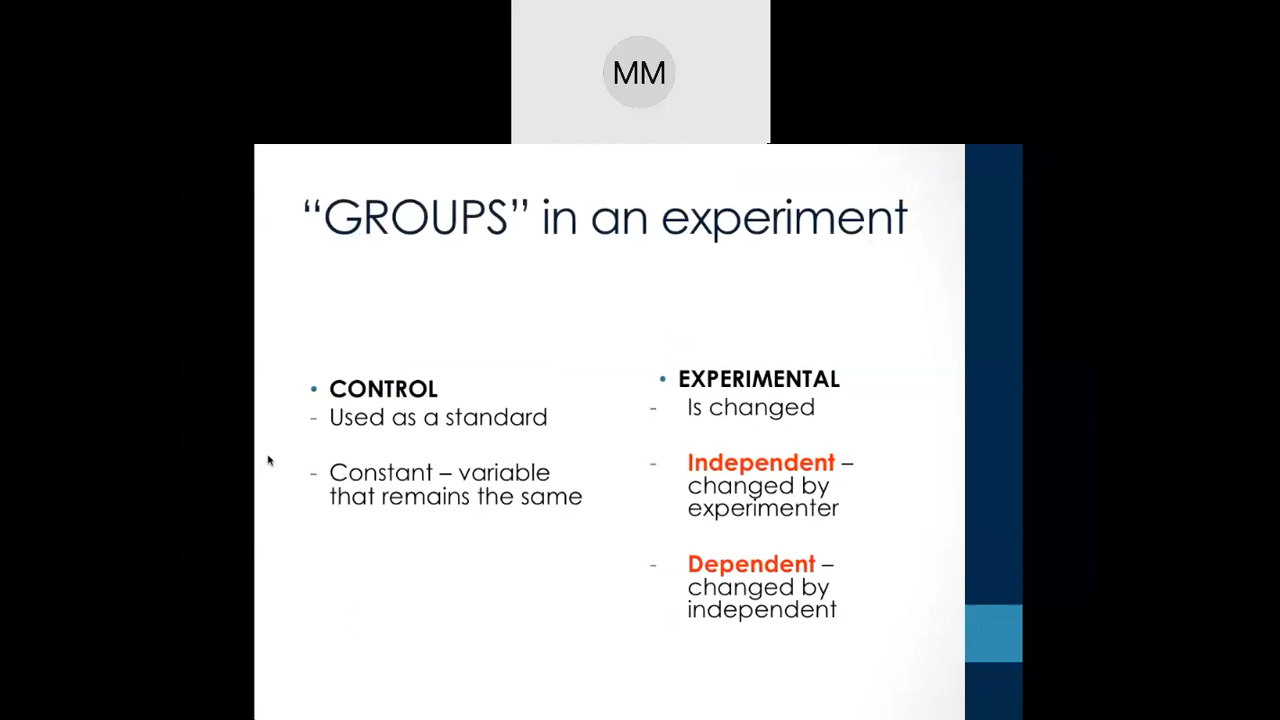 MM
“GROUPS” in an experiment
• CONTROL
- Used as a standard
- Constant – variable
that remains the same
• EXPERIMENTAL
- Is changed
- Independent –
changed by
experimenter
- Dependent –
changed by
independent